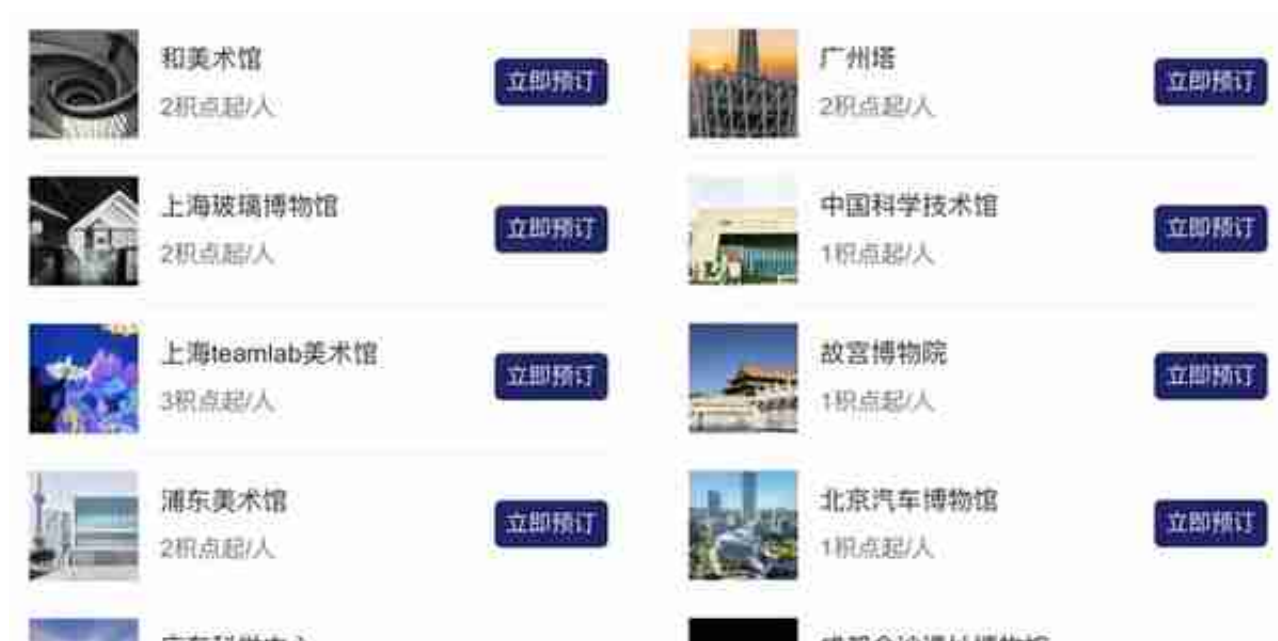 和美术馆
2积点起/人
立即预订
广州塔
2积点起/人
立即预订
上海玻璃博物馆
2积点起/人
立即预订
中国科学技术馆
1积点起/人
立即预订
上海teamlab美术馆
3积点起/人
立即预订
故宫博物院
1积点起/人
立即预订
浦东美术馆
2积点起/人
立即预订
北京汽车博物馆
1积点起/人
立即预订